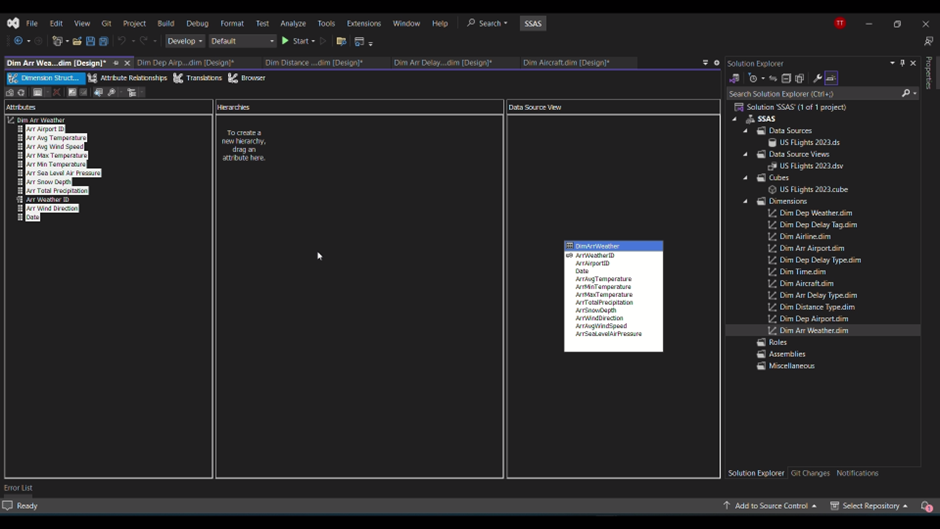 File Edit View Git Project Build Debug Format Test Analyze Tools Extensions Window Help Search SSAS TT
Develop Default Start
Dim Arr Wea...dim [Design]* Dim Dep Airp....dim [Design]* Dim Distance ....dim [Design]* Dim Arr Delay...dim [Design]* Dim Aircraft.dim [Design]*
Dimension Struct... Attribute Relationships Translations Browser
Attributes
Dim Arr Weather
Arr Airport ID
Arr Avg Temperature
Arr Avg Wind Speed
Arr Max Temperature
Arr Min Temperature
Arr Sea Level Air Pressure
Arr Snow Depth
Arr Total Precipitation
Arr Weather ID
Arr Wind Direction
Date
Hierarchies
To create a
new hierarchy,
drag an
attribute here.
Data Source View
DimArrWeather
ArrWeatherID
ArrAirportID
Date
ArrAvgTemperature
ArrMinTemperature
ArrMaxTemperature
ArrTotalPrecipitation
ArrSnowDepth
ArrWindDirection
ArrAvgWindSpeed
ArrSeaLevelAirPressure
Solution Explorer
Search Solution Explorer (Ctrl+;)
Solution 'SSAS' (1 of 1 project)
SSAS
Data Sources
US FLights 2023.ds
Data Source Views
US FLights 2023.dsv
Cubes
US FLights 2023.cube
Dimensions
Dim Dep Weather.dim
Dim Dep Delay Tag.dim
Dim Airline.dim
Dim Arr Airport.dim
Dim Dep Delay Type.dim
Dim Time.dim
Dim Aircraft.dim
Dim Arr Delay Type.dim
Dim Distance Type.dim
Dim Dep Airport.dim
Dim Arr Weather.dim
Roles
Assemblies
Miscellaneous
Properties
Solution Explorer Git Changes Notifications
Error List
Ready Add to Source Control Select Repository